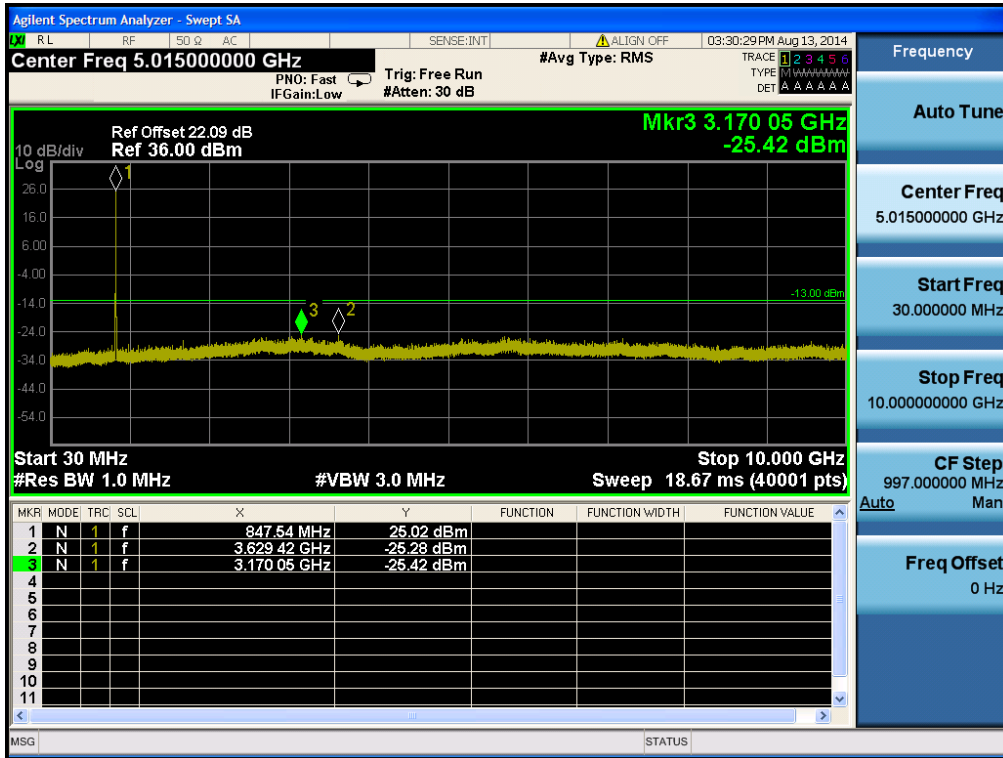 Agilent Spectrum Analyzer - Swept SA
LXI RL RF 50 Ω AC SENSE:INT ALIGN OFF 03:30:29 PM Aug 13, 2014
Center Freq 5.015000000 GHz
PNO: Fast
IFGain:Low
Trig: Free Run
#Atten: 30 dB
#Avg Type: RMS
TRACE 1 2 3 4 5 6
TYPE M
DET A A A A A A
Ref Offset 22.09 dB
10 dB/div Ref 36.00 dBm
Log
Mkr3 3.170 05 GHz
-25.42 dBm
1
26.0
16.0
6.00
-4.00
-13.00 dBm
-14.0
3 2
-24.0
-34.0
-44.0
-54.0
Start 30 MHz Stop 10.000 GHz
#Res BW 1.0 MHz #VBW 3.0 MHz Sweep 18.67 ms (40001 pts)
MKR MODE TRC SCL X Y FUNCTION FUNCTION WIDTH FUNCTION VALUE
1 N 1 f 847.54 MHz 25.02 dBm
2 N 1 f 3.629 42 GHz -25.28 dBm
3 N 1 f 3.170 05 GHz -25.42 dBm
4
5
6
7
8
9
10
11
MSG STATUS
Frequency
Auto Tune
Center Freq
5.015000000 GHz
Start Freq
30.000000 MHz
Stop Freq
10.000000000 GHz
CF Step
997.000000 MHz
Auto Man
Freq Offset
0 Hz